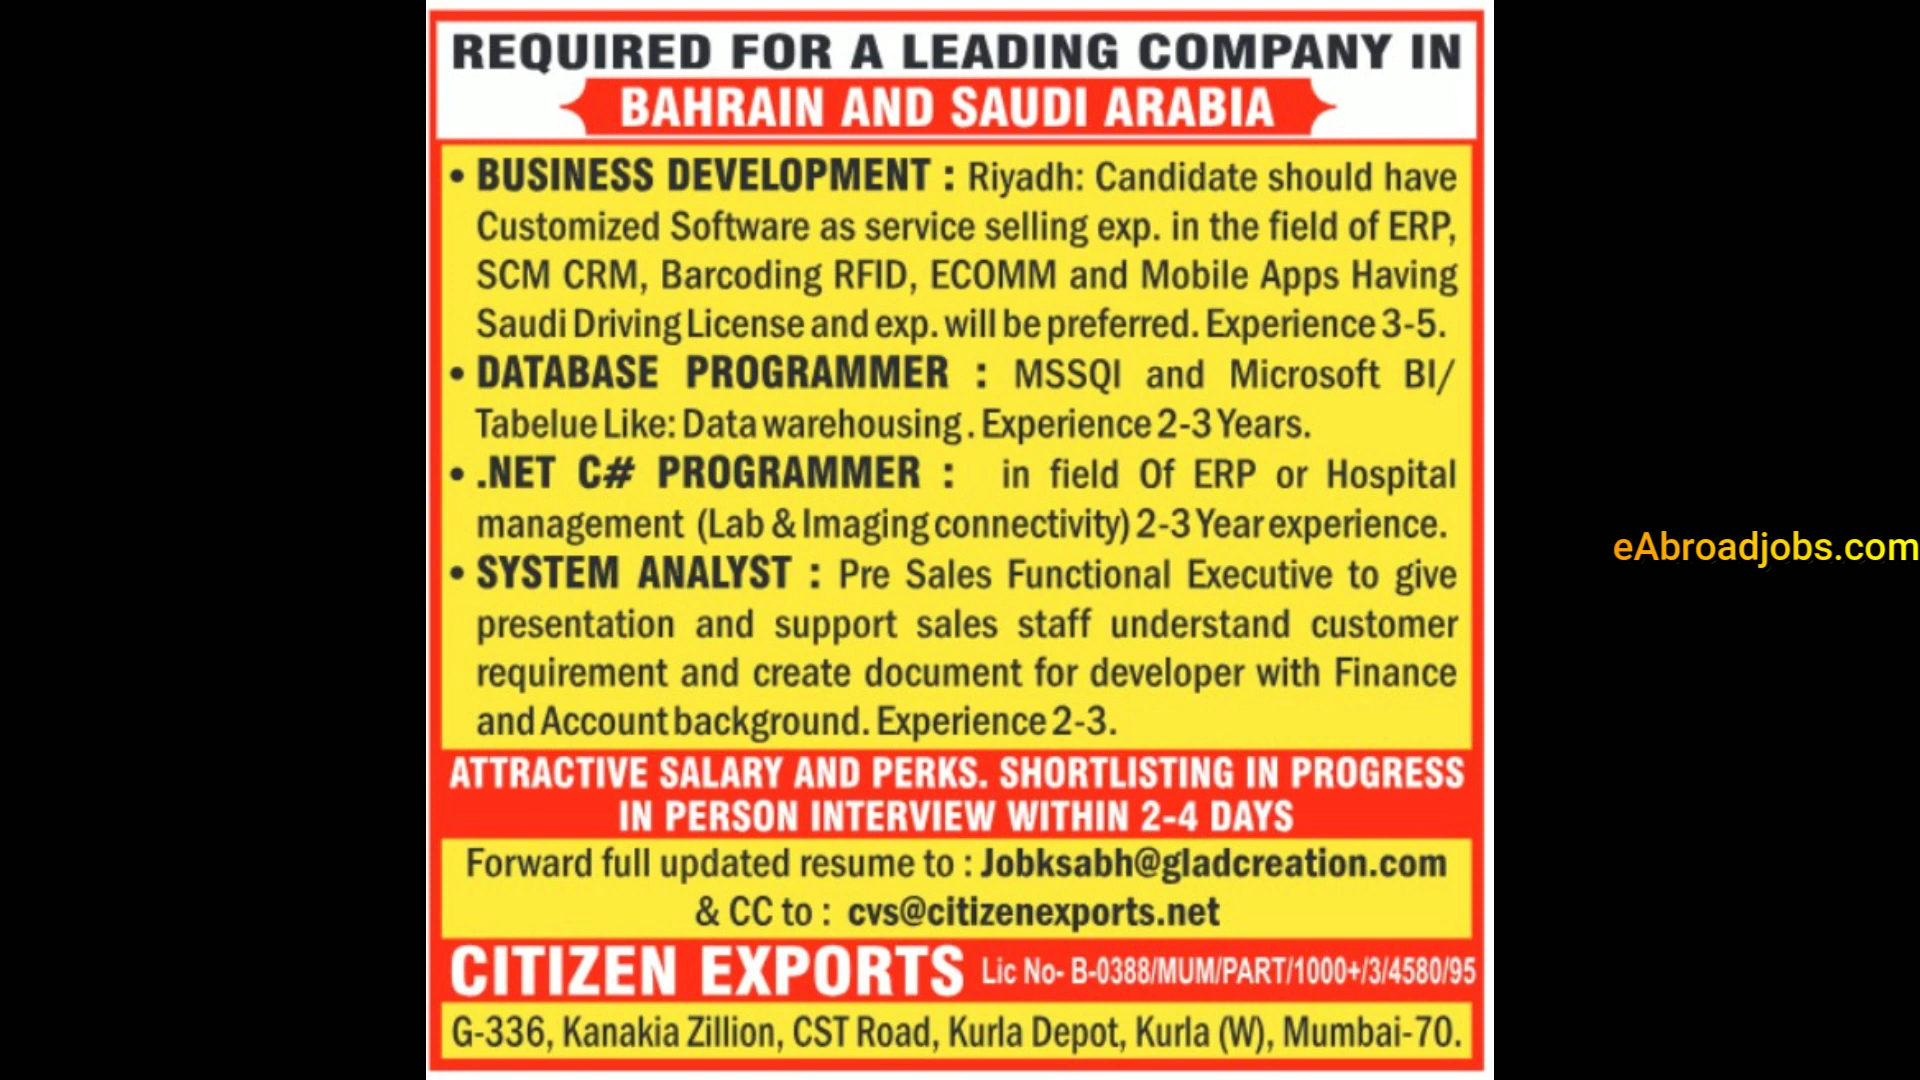 REQUIRED FOR A LEADING COMPANY IN
BAHRAIN AND SAUDI ARABIA
• BUSINESS DEVELOPMENT : Riyadh: Candidate should have
Customized Software as service selling exp. in the field of ERP,
SCM CRM, Barcoding RFID, ECOMM and Mobile Apps Having
Saudi Driving License and exp. will be preferred. Experience 3-5.
• DATABASE PROGRAMMER : MSSQl and Microsoft BI/
Tabelue Like: Data warehousing . Experience 2-3 Years.
• .NET C# PROGRAMMER : in field Of ERP or Hospital
management (Lab & Imaging connectivity) 2-3 Year experience.
• SYSTEM ANALYST : Pre Sales Functional Executive to give
presentation and support sales staff understand customer
requirement and create document for developer with Finance
and Account background. Experience 2-3.
ATTRACTIVE SALARY AND PERKS. SHORTLISTING IN PROGRESS
IN PERSON INTERVIEW WITHIN 2-4 DAYS
Forward full updated resume to : Jobksabh@gladcreation.com
& CC to : cvs@citizenexports.net
CITIZEN EXPORTS Lic No- B-0388/MUM/PART/1000+/3/4580/95
G-336, Kanakia Zillion, CST Road, Kurla Depot, Kurla (W), Mumbai-70.
eAbroadjobs.com